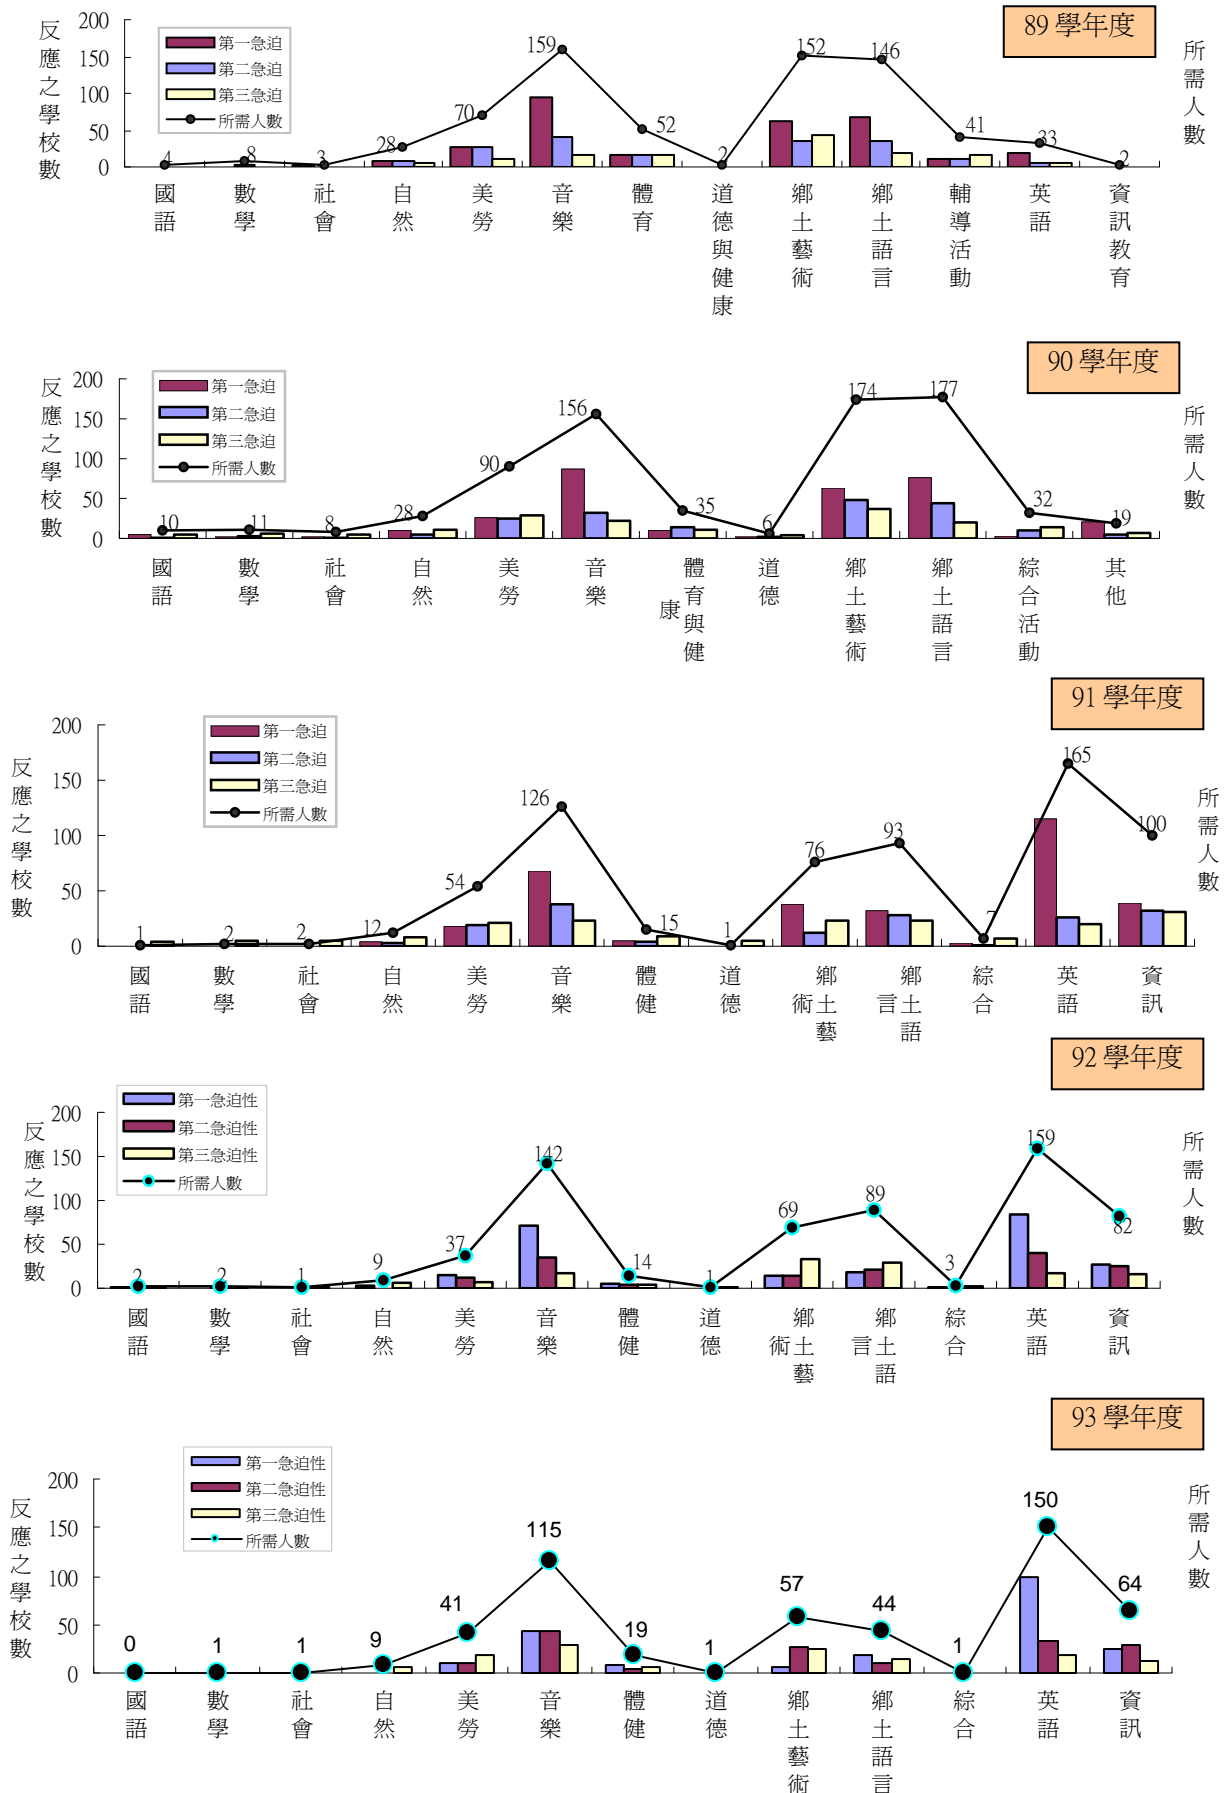 89 學年度
反應之學校數
所需人數
第一急迫
第二急迫
第三急迫
所需人數
200
150
100
50
0
4 8 3 28 70 159 52 2 152 146 41 33 2
國語 數學 社會 自然 美勞 音樂 體育 道德與健康 鄉土藝術 鄉土語言 輔導活動 英語 資訊教育
90 學年度
反應之學校數
所需人數
第一急迫
第二急迫
第三急迫
所需人數
200
150
100
50
0
10 11 8 28 90 156 35 6 174 177 32 19
國語 數學 社會 自然 美勞 音樂 體育與健康 道德 鄉土藝術 鄉土語言 綜合活動 其他
91 學年度
反應之學校數
所需人數
第一急迫
第二急迫
第三急迫
所需人數
200
150
100
50
0
1 2 2 12 54 126 15 1 76 93 7 165 100
國語 數學 社會 自然 美勞 音樂 體健 道德 鄉土藝術 鄉土語言 綜合 英語 資訊
92 學年度
反應之學校數
所需人數
第一急迫性
第二急迫性
第三急迫性
所需人數
200
150
100
50
0
2 2 1 9 37 142 14 1 69 89 3 159 82
國語 數學 社會 自然 美勞 音樂 體健 道德 鄉土藝術 鄉土語言 綜合 英語 資訊
93 學年度
反應之學校數
所需人數
第一急迫性
第二急迫性
第三急迫性
所需人數
200
150
100
50
0
0 1 1 9 41 115 19 1 57 44 1 150 64
國語 數學 社會 自然 美勞 音樂 體健 道德 鄉土藝術 鄉土語言 綜合 英語 資訊